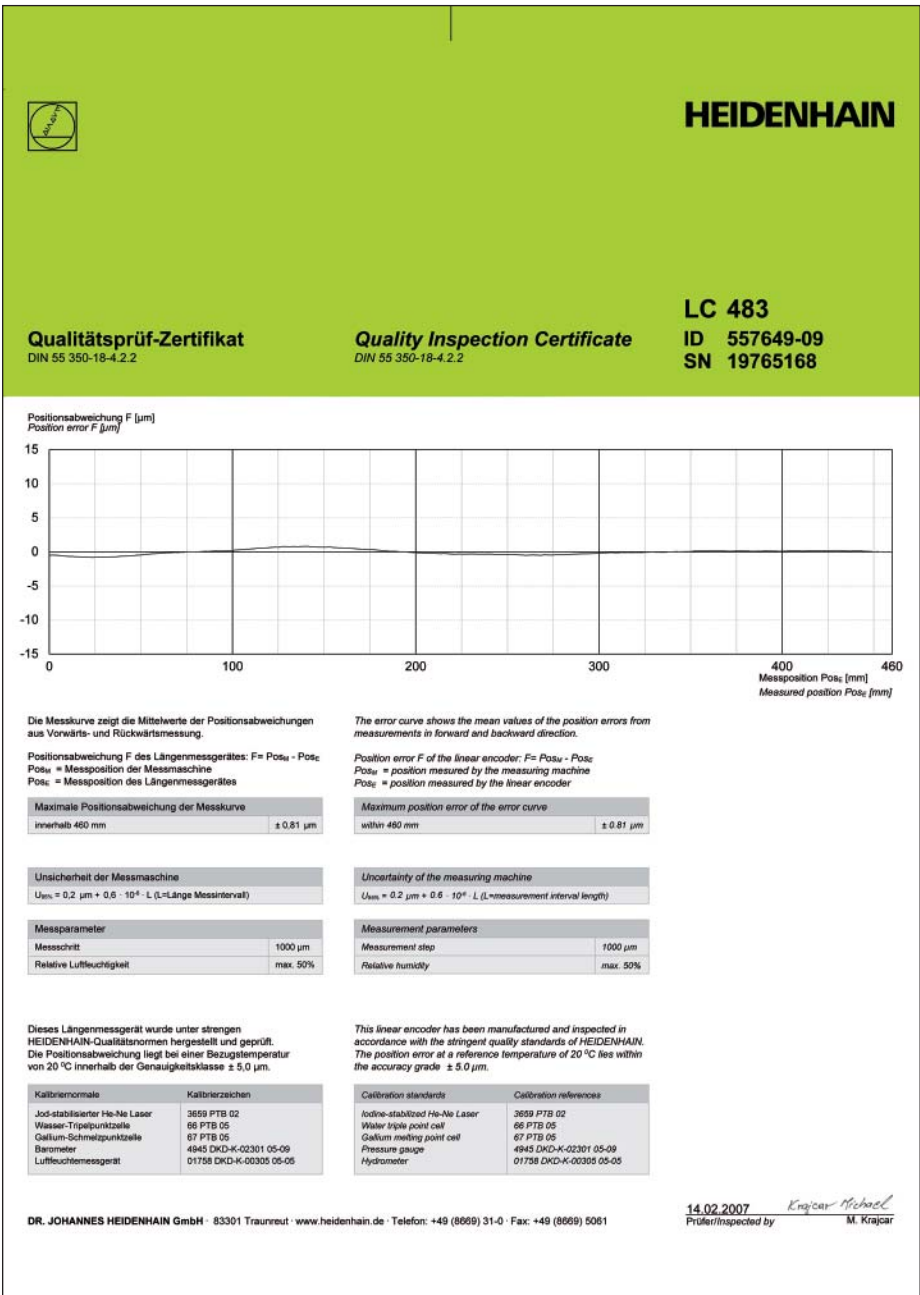 HEIDENHAIN
LC 483
ID 557649-09
SN 19765168
Qualitätsprüf-Zertifikat
DIN 55 350-18-4.2.2
Quality Inspection Certificate
DIN 55 350-18-4.2.2
Positionsabweichung F [µm]
Position error F [µm]
15
10
5
0
-5
-10
-15
0 100 200 300 400 460
Messposition PosE [mm]
Measured position PosE [mm]
Die Messkurve zeigt die Mittelwerte der Positionsabweichungen
aus Vorwärts- und Rückwärtsmessung.
Positionsabweichung F des Längenmessgerätes: F= PosM - PosE
PosM = Messposition der Messmaschine
PosE = Messposition des Längenmessgerätes
The error curve shows the mean values of the position errors from
measurements in forward and backward direction.
Position error F of the linear encoder: F= PosM - PosE
PosM = position mesured by the measuring machine
PosE = position measured by the linear encoder
Maximale Positionsabweichung der Messkurve
innerhalb 460 mm ± 0,81 µm
Maximum position error of the error curve
within 460 mm ± 0.81 µm
Unsicherheit der Messmaschine
U95% = 0,2 µm + 0,6 · 10-6 · L (L=Länge Messintervall)
Uncertainty of the measuring machine
U95% = 0.2 µm + 0.6 · 10-6 · L (L=measurement interval length)
Messparameter
Messschritt 1000 µm
Relative Luftfeuchtigkeit max. 50%
Measurement parameters
Measurement step 1000 µm
Relative humidity max. 50%
Dieses Längenmessgerät wurde unter strengen
HEIDENHAIN-Qualitätsnormen hergestellt und geprüft.
Die Positionsabweichung liegt bei einer Bezugstemperatur
von 20 ºC innerhalb der Genauigkeitsklasse ± 5,0 µm.
This linear encoder has been manufactured and inspected in
accordance with the stringent quality standards of HEIDENHAIN.
The position error at a reference temperature of 20 ºC lies within
the accuracy grade ± 5.0 µm.
Kalibriernormale Kalibrierzeichen
Jod-stabilisierter He-Ne Laser 3659 PTB 02
Wasser-Tripelpunktzelle 66 PTB 05
Gallium-Schmelzpunktzelle 67 PTB 05
Barometer 4945 DKD-K-02301 05-09
Luftfeuchtemessgerät 01758 DKD-K-00305 05-05
Calibration standards Calibration references
Iodine-stabilized He-Ne Laser 3659 PTB 02
Water triple point cell 66 PTB 05
Gallium melting point cell 67 PTB 05
Pressure gauge 4945 DKD-K-02301 05-09
Hydrometer 01758 DKD-K-00305 05-05
DR. JOHANNES HEIDENHAIN GmbH · 83301 Traunreut · www.heidenhain.de · Telefon: +49 (8669) 31-0 · Fax: +49 (8669) 5061
14.02.2007 Krajcar Michael
Prüfer/Inspected by M. Krajcar